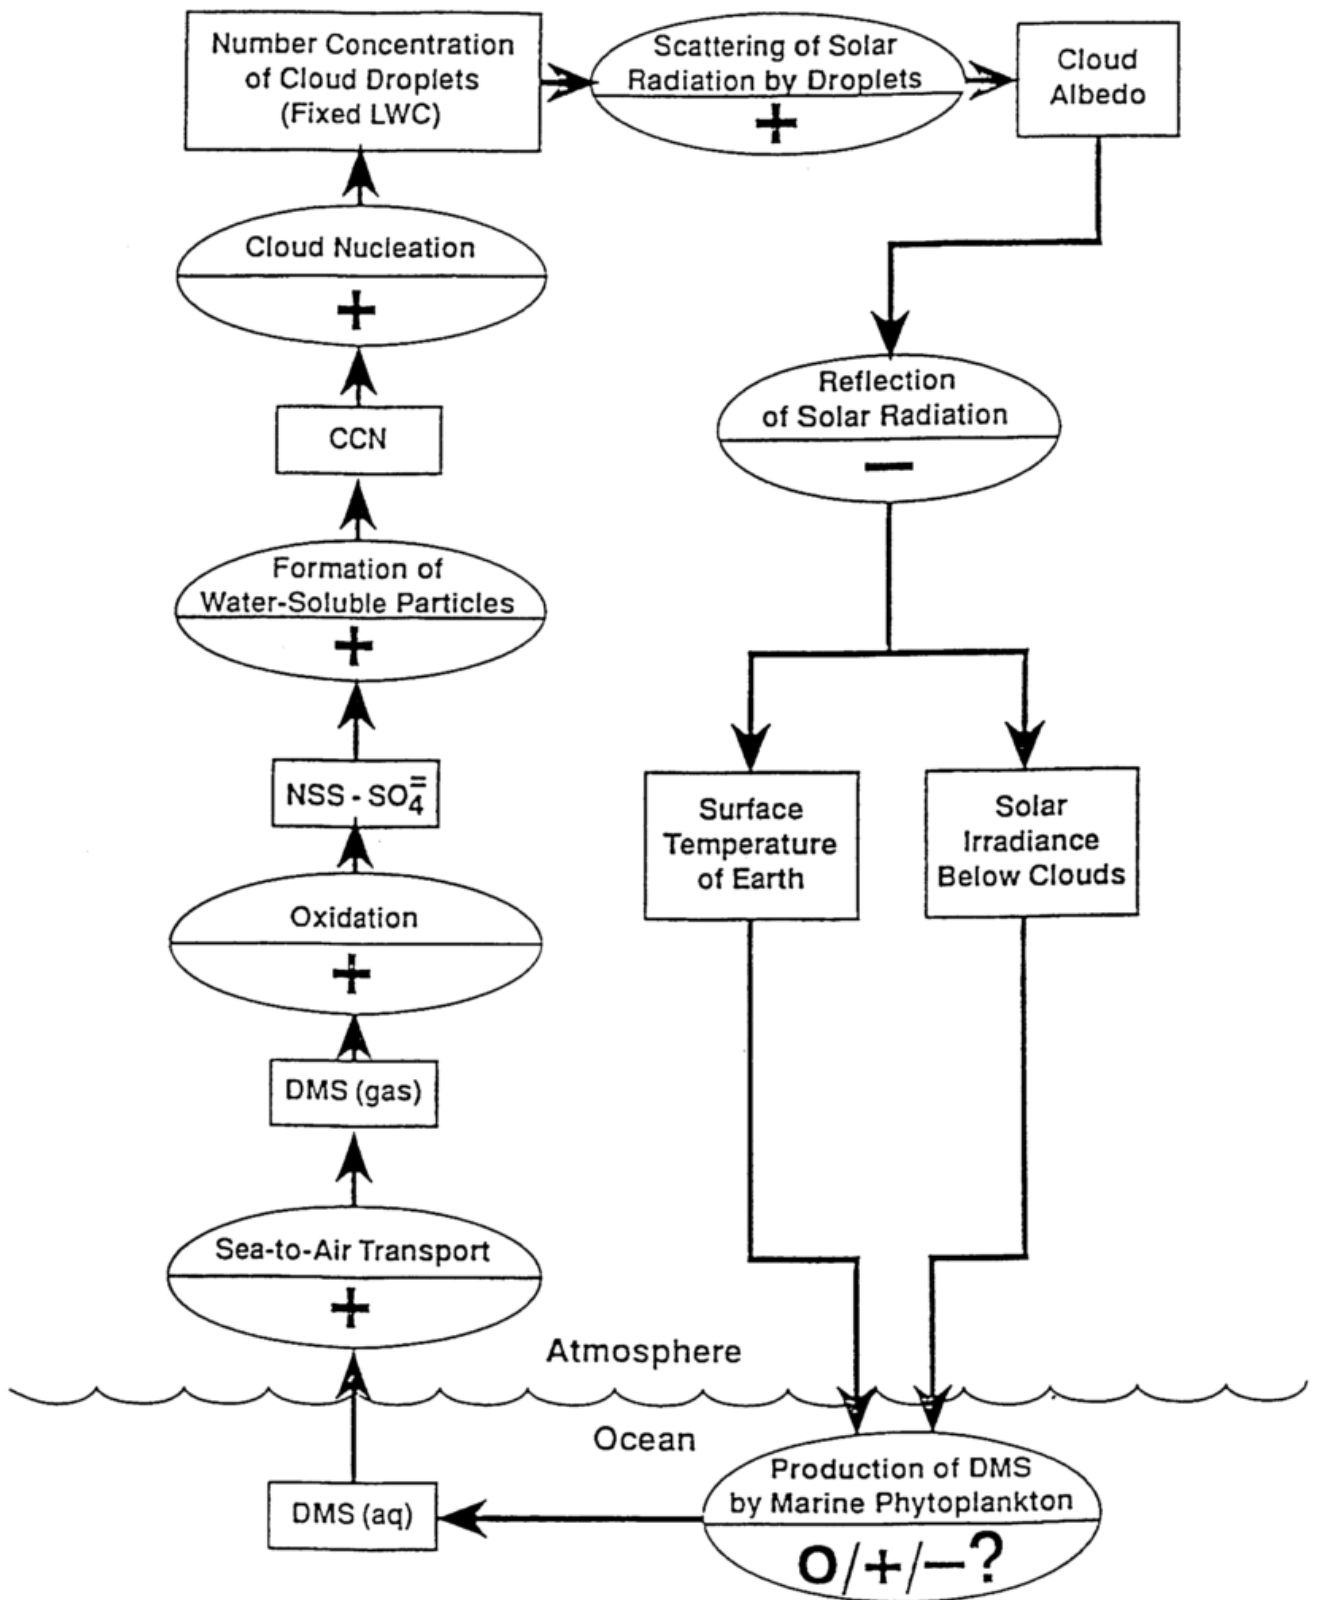 Number Concentration
of Cloud Droplets
(Fixed LWC)
Scattering of Solar
Radiation by Droplets
+
Cloud
Albedo
Cloud Nucleation
+
Reflection
of Solar Radiation
−
CCN
Formation of
Water-Soluble Particles
+
NSS - SO₄⁼
Surface
Temperature
of Earth
Solar
Irradiance
Below Clouds
Oxidation
+
DMS (gas)
Sea-to-Air Transport
+
Atmosphere
Ocean
DMS (aq)
Production of DMS
by Marine Phytoplankton
O/+/−?